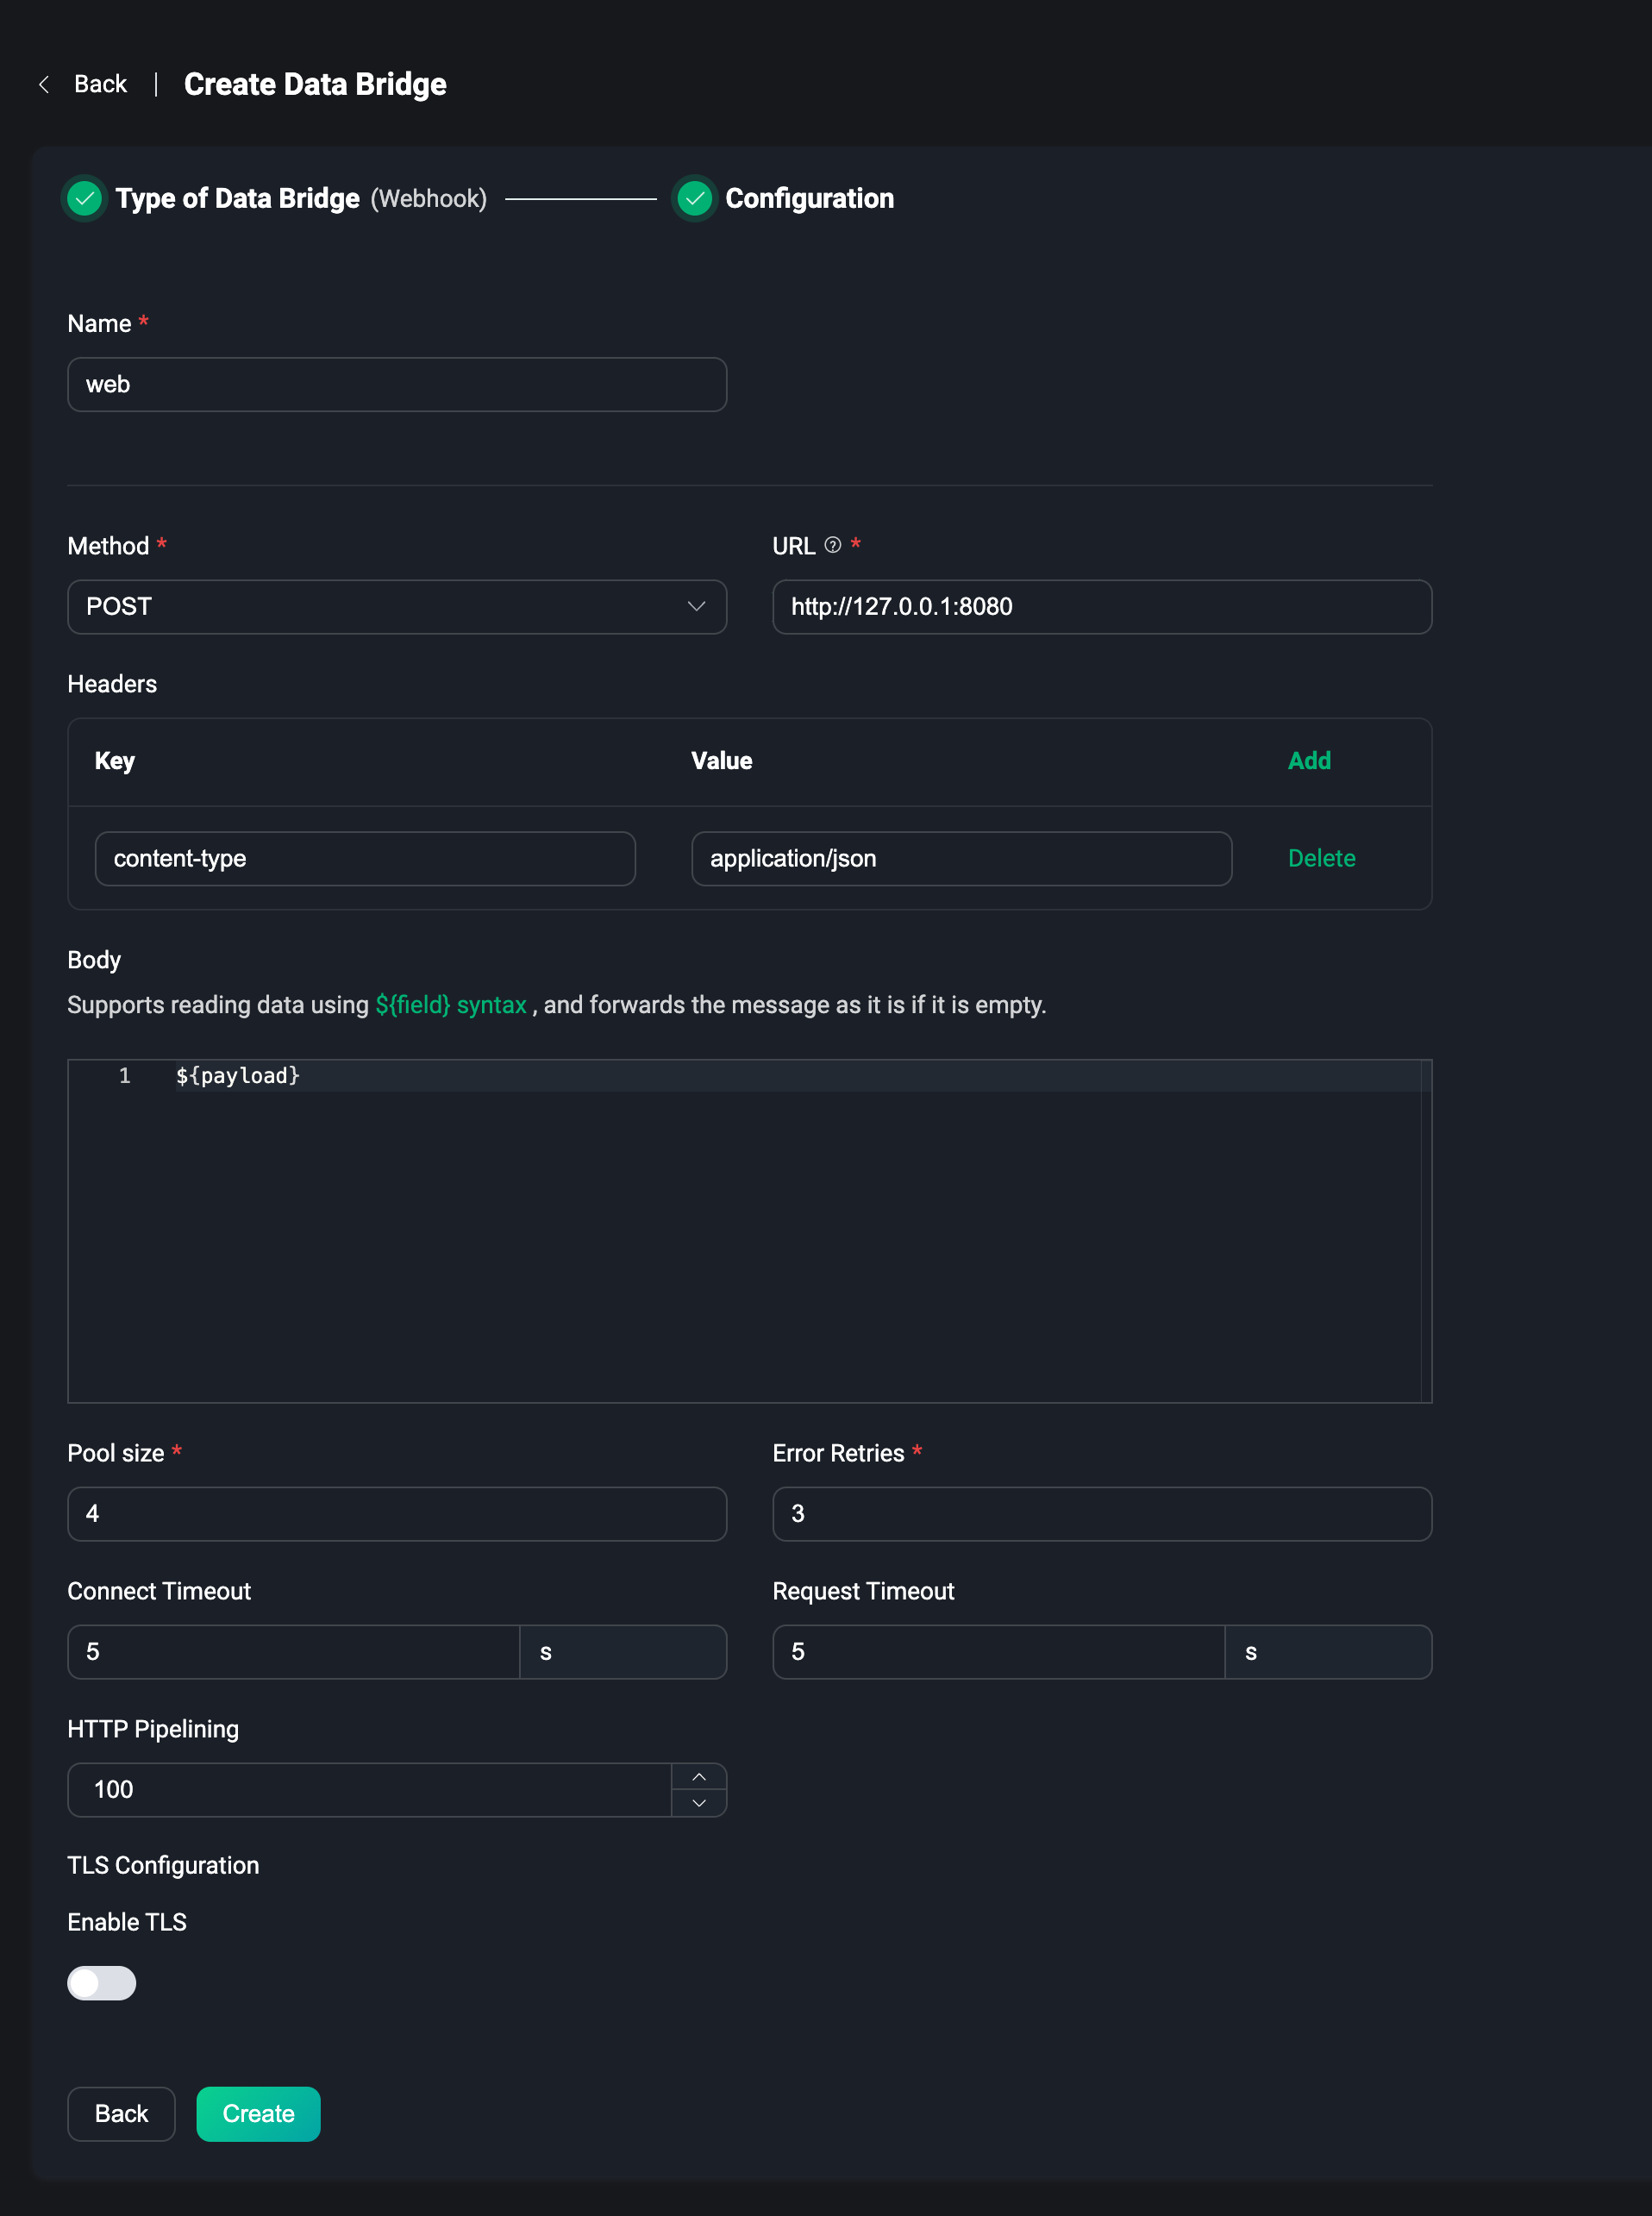 Back | Create Data Bridge
Type of Data Bridge (Webhook) Configuration
Name *
web
Method * URL *
POST http://127.0.0.1:8080
Headers
Key Value Add
content-type application/json Delete
Body
Supports reading data using ${field} syntax , and forwards the message as it is if it is empty.
1 ${payload}
Pool size * Error Retries *
4 3
Connect Timeout Request Timeout
5 s 5 s
HTTP Pipelining
100
TLS Configuration
Enable TLS
Back Create